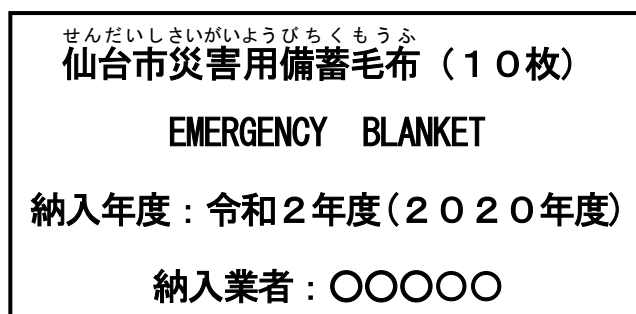 せんだいしさいがいようびちくもうふ
仙台市災害用備蓄毛布（１０枚）
EMERGENCY　BLANKET
納入年度：令和２年度(２０２０年度)
納入業者：〇〇〇〇〇